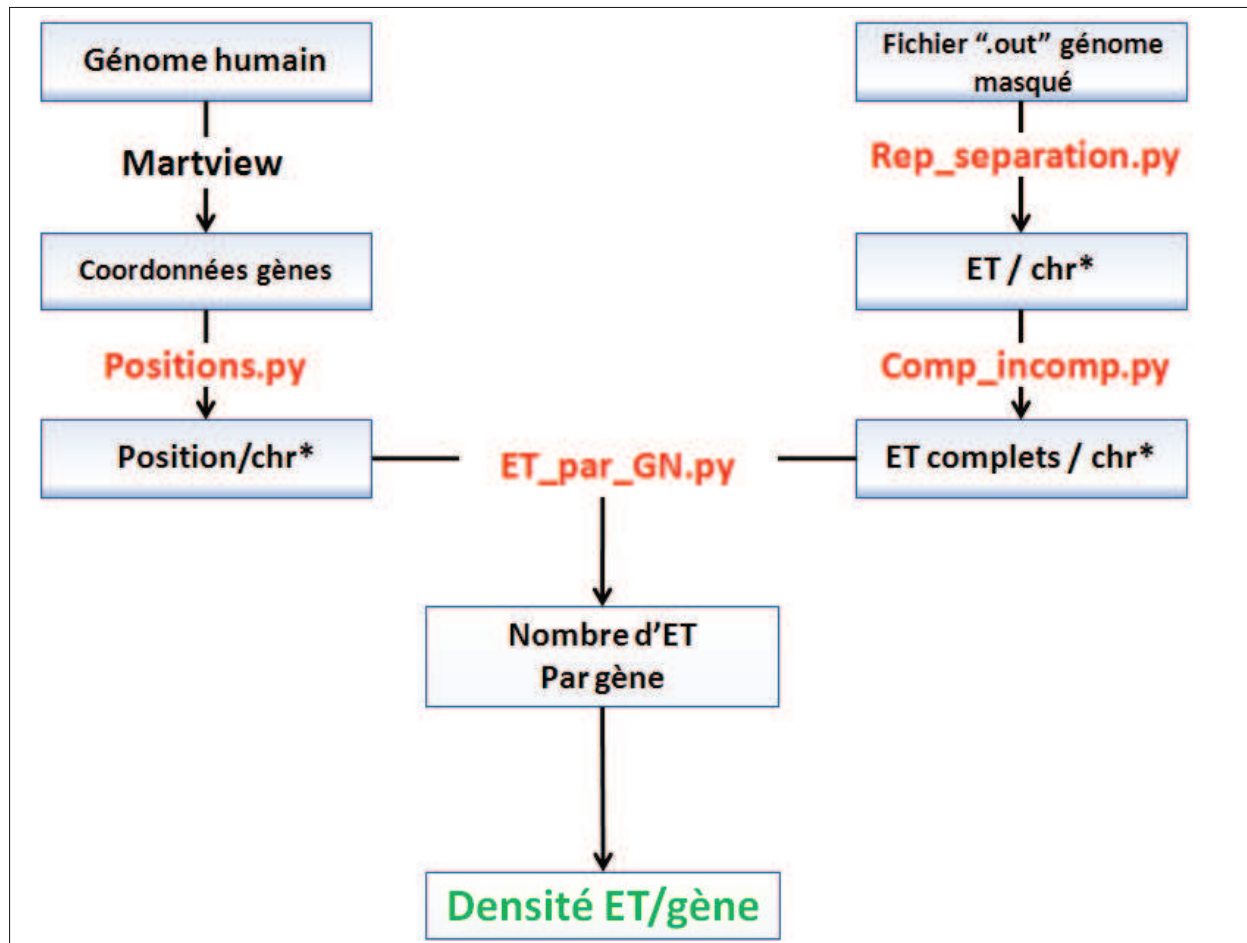 Génome humain
Martview
Coordonnées gènes
Positions.py
Position/chr*
Fichier “.out” génome
masqué
Rep_separation.py
ET / chr*
Comp_incomp.py
ET complets / chr*
ET_par_GN.py
Nombre d’ET
Par gène
Densité ET/gène